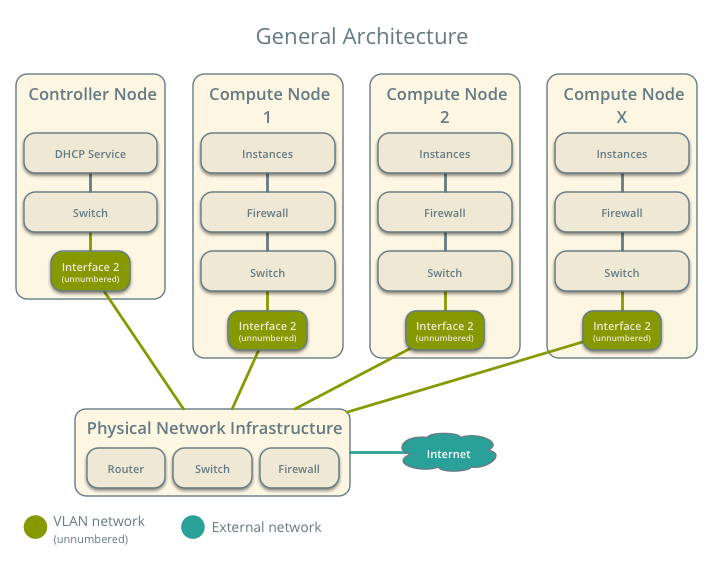 General Architecture
Controller Node
DHCP Service
Switch
Interface 2
(unnumbered)
Compute Node
1
Instances
Firewall
Switch
Interface 2
(unnumbered)
Compute Node
2
Instances
Firewall
Switch
Interface 2
(unnumbered)
Compute Node
X
Instances
Firewall
Switch
Interface 2
(unnumbered)
Physical Network Infrastructure
Router
Switch
Firewall
Internet
VLAN network
(unnumbered)
External network